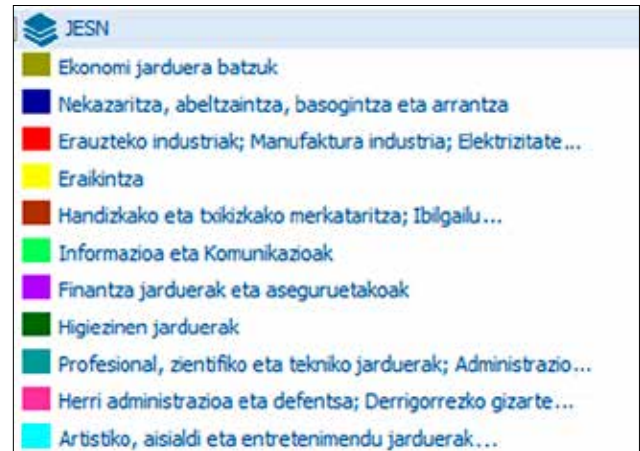 JESN
Ekonomi jarduera batzuk
Nekazaritza, abeltzaintza, basogintza eta arrantza
Erauzteko industriak; Manufaktura industria; Elektrizitate...
Eraikintza
Handizkako eta txikizkako merkataritza; Ibilgailu...
Informazioa eta Komunikazioak
Finantza jarduerak eta aseguruetakoak
Higiezinen jarduerak
Profesional, zientifiko eta tekniko jarduerak; Administrazio...
Herri administrazioa eta defentsa; Derrigorrezko gizarte...
Artistiko, aisialdi eta entretenimendu jarduerak...